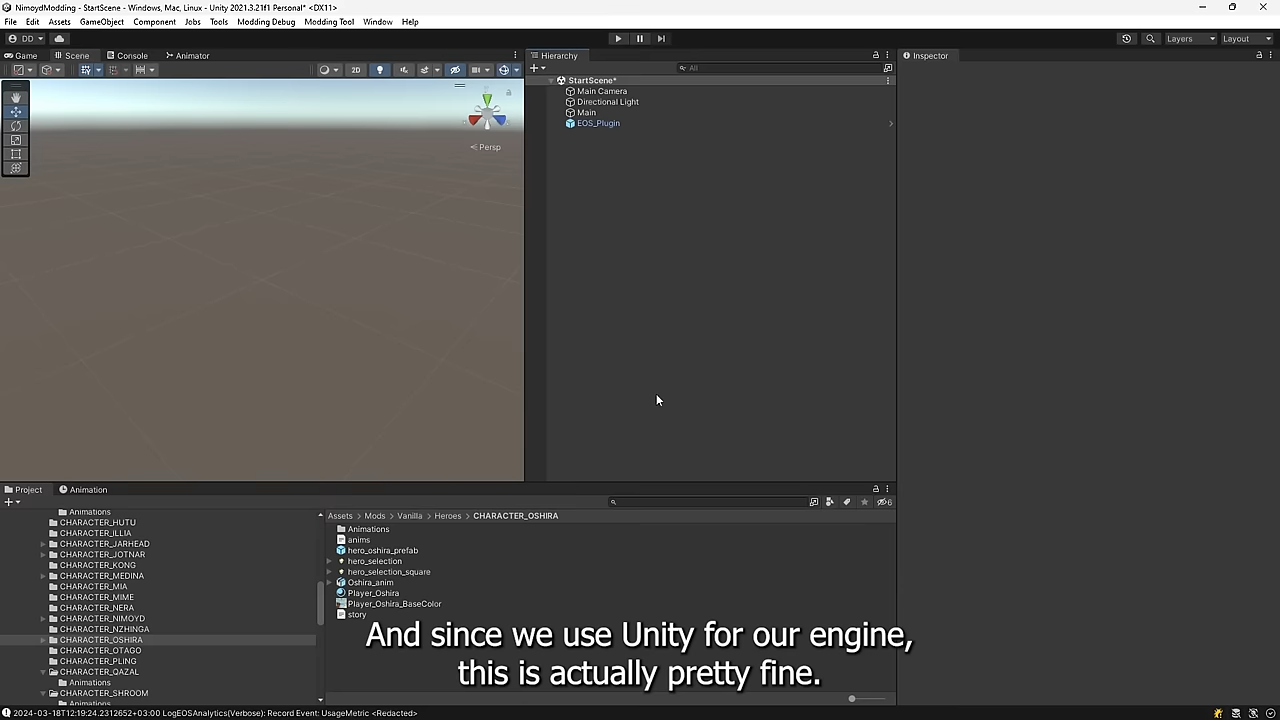 NimoydModding - StartScene - Windows, Mac, Linux - Unity 2021.3.21f1 Personal* <DX11>
File Edit Assets GameObject Component Jobs Tools Modding Debug Modding Tool Window Help
DD Layers Layout
Game Scene Console Animator Hierarchy Inspector
2D All
StartScene*
Main Camera
Directional Light
Main
EOS_Plugin
Persp
Project Animation
6
Animations
CHARACTER_HUTU
CHARACTER_ILLIA
CHARACTER_JARHEAD
CHARACTER_JOTNAR
CHARACTER_KONG
CHARACTER_MEDINA
CHARACTER_MIA
CHARACTER_MIME
CHARACTER_NERA
CHARACTER_NIMOYD
CHARACTER_NZHINGA
CHARACTER_OSHIRA
CHARACTER_OTAGO
CHARACTER_PLING
CHARACTER_QAZAL
Animations
CHARACTER_SHROOM
Assets Mods Vanilla Heroes CHARACTER_OSHIRA
Animations
anims
hero_oshira_prefab
hero_selection
hero_selection_square
Oshira_anim
Player_Oshira
Player_Oshira_BaseColor
story
And since we use Unity for our engine,
this is actually pretty fine.
2024-03-18T12:19:24.2312652+03:00 LogEOSAnalytics(Verbose): Record Event: UsageMetric <Redacted>